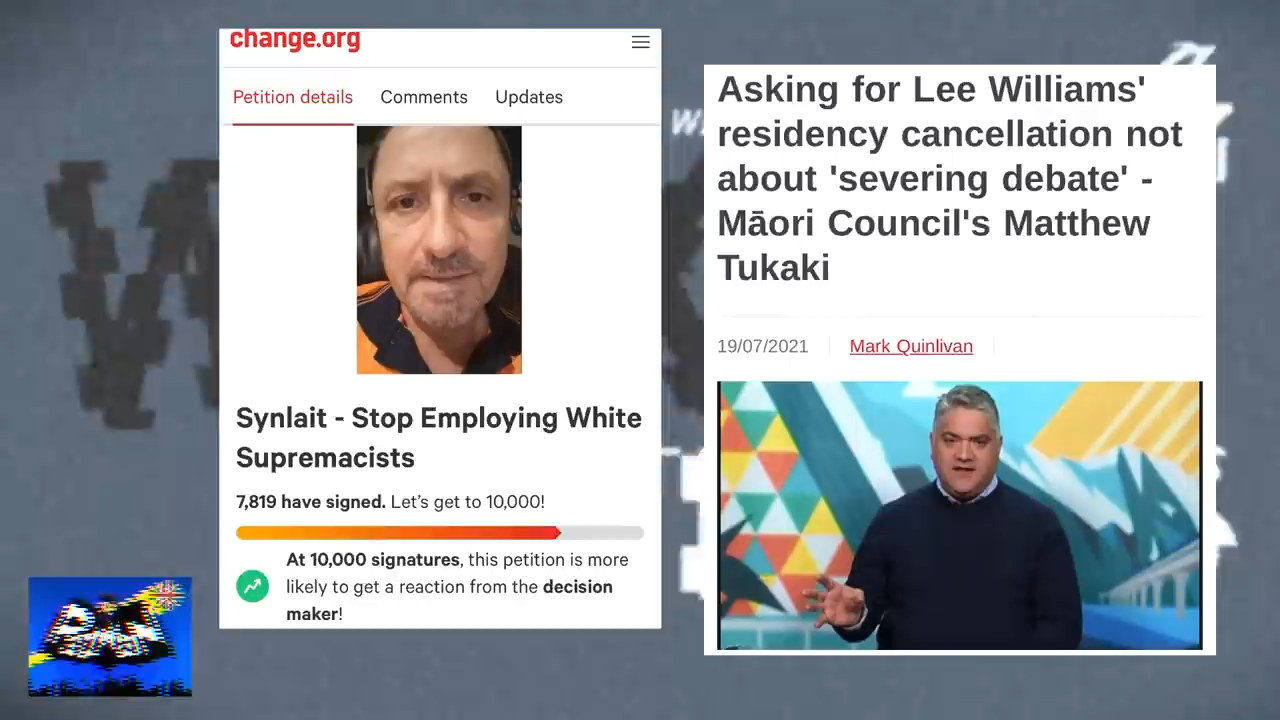 change.org
Petition details Comments Updates
Synlait - Stop Employing White
Supremacists
7,819 have signed. Let's get to 10,000!
At 10,000 signatures, this petition is more
likely to get a reaction from the decision
maker!
Asking for Lee Williams'
residency cancellation not
about 'severing debate' -
Māori Council's Matthew
Tukaki
19/07/2021 Mark Quinlivan